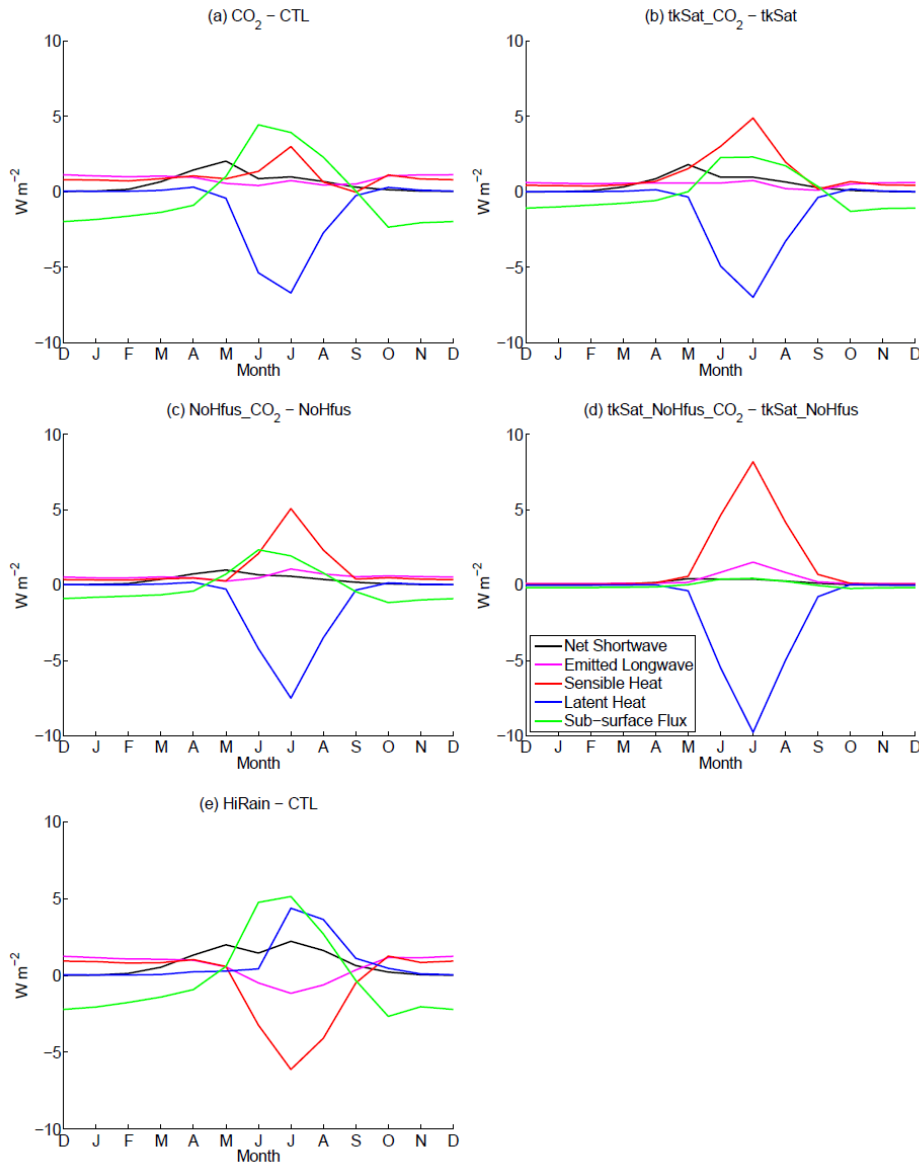 (a) CO2 − CTL
10
5
0
−5
−10
W m−2
D J F M A M J J A S O N D
Month
(b) tkSat_CO2 − tkSat
10
5
0
−5
−10
W m−2
D J F M A M J J A S O N D
Month
(c) NoHfus_CO2 − NoHfus
10
5
0
−5
−10
W m−2
D J F M A M J J A S O N D
Month
(d) tkSat_NoHfus_CO2 − tkSat_NoHfus
10
5
0
−5
−10
W m−2
Net Shortwave
Emitted Longwave
Sensible Heat
Latent Heat
Sub−surface Flux
D J F M A M J J A S O N D
Month
(e) HiRain − CTL
10
5
0
−5
−10
W m−2
D J F M A M J J A S O N D
Month